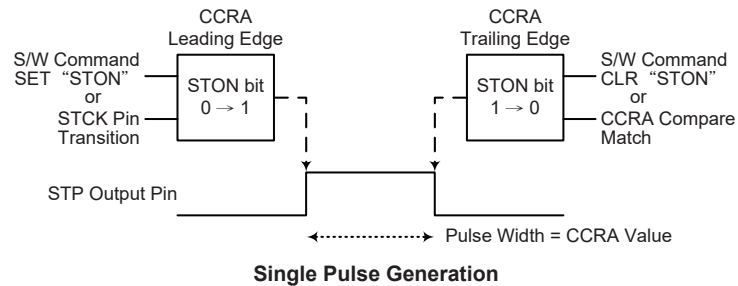 CCRA
Leading Edge
S/W Command
SET “STON”
or
STCK Pin
Transition
STON bit
0 → 1
CCRA
Trailing Edge
STON bit
1 → 0
S/W Command
CLR “STON”
or
CCRA Compare
Match
STP Output Pin
Pulse Width = CCRA Value
Single Pulse Generation